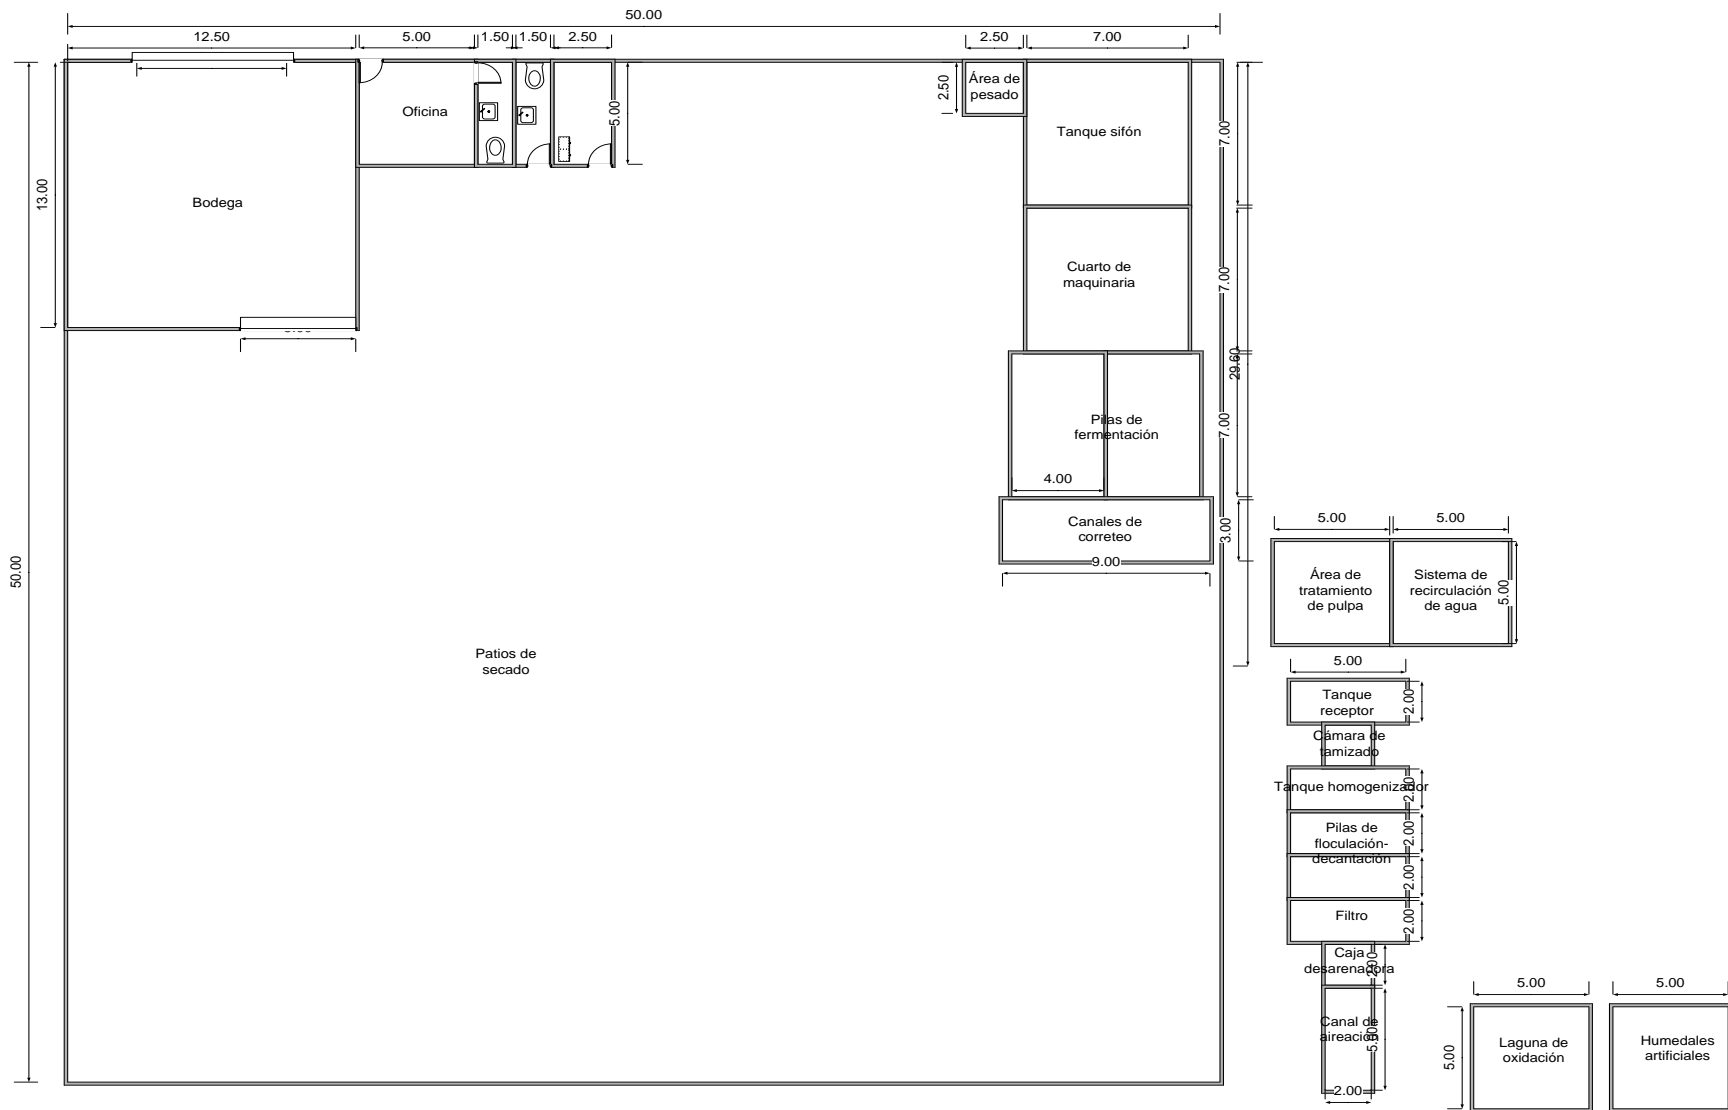 50.00
12.50
5.00
1.50
1.50
2.50
2.50
7.00
Área de
pesado
2.50
Oficina
5.00
Tanque sifón
7.00
13.00
Bodega
Cuarto de
maquinaria
7.00
29.60
Pilas de
fermentación
7.00
4.00
Canales de
correteo
3.00
9.00
50.00
5.00
5.00
Área de
tratamiento
de pulpa
Sistema de
recirculación
de agua
5.00
Patios de
secado
5.00
Tanque
receptor
2.00
Cámara de
tamizado
Tanque homogenizador
2.00
Pilas de
floculación-
decantación
2.00
2.00
Filtro
2.00
Caja
desarenadora
2.00
Canal de
aireación
5.00
2.00
5.00
5.00
5.00
Laguna de
oxidación
Humedales
artificiales